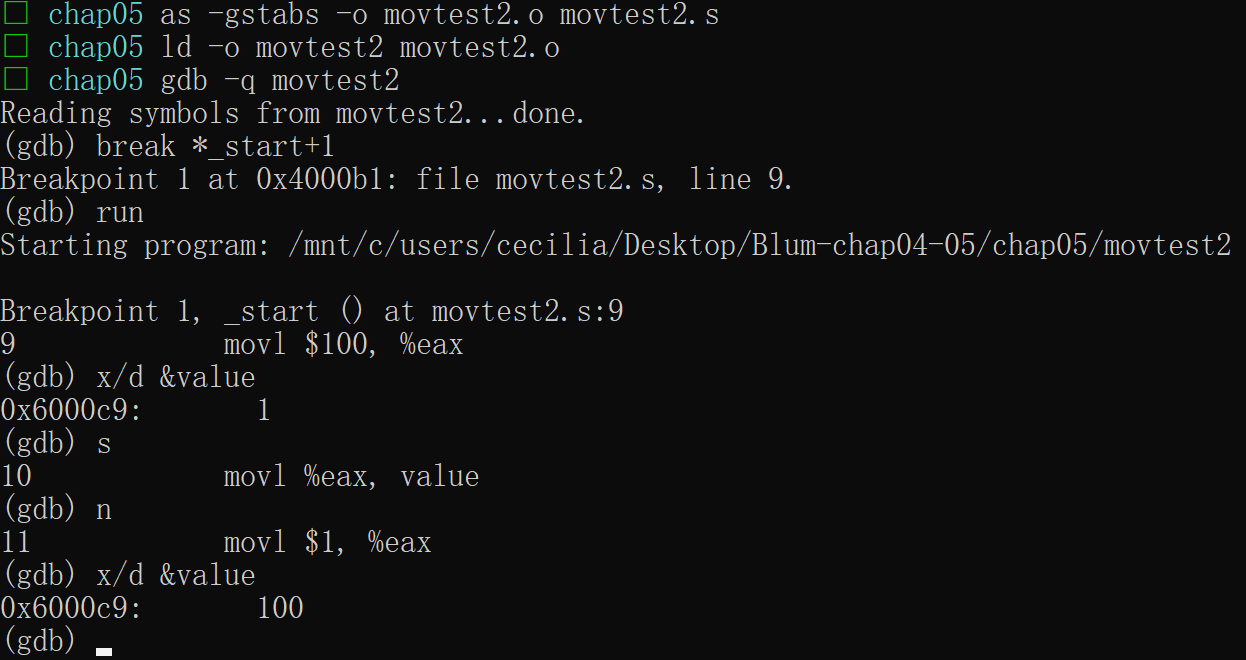 chap05 as -gstabs -o movtest2.o movtest2.s
chap05 ld -o movtest2 movtest2.o
chap05 gdb -q movtest2
Reading symbols from movtest2...done.
(gdb) break *_start+1
Breakpoint 1 at 0x4000b1: file movtest2.s, line 9.
(gdb) run
Starting program: /mnt/c/users/cecilia/Desktop/Blum-chap04-05/chap05/movtest2
Breakpoint 1, _start () at movtest2.s:9
9 movl $100, %eax
(gdb) x/d &value
0x6000c9: 1
(gdb) s
10 movl %eax, value
(gdb) n
11 movl $1, %eax
(gdb) x/d &value
0x6000c9: 100
(gdb)